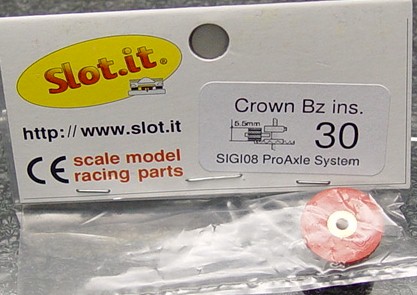 Slot.it®
http://www.slot.it
CE scale model
racing parts
Crown Bz ins.
5.5mm
30
SIGI08 ProAxle System